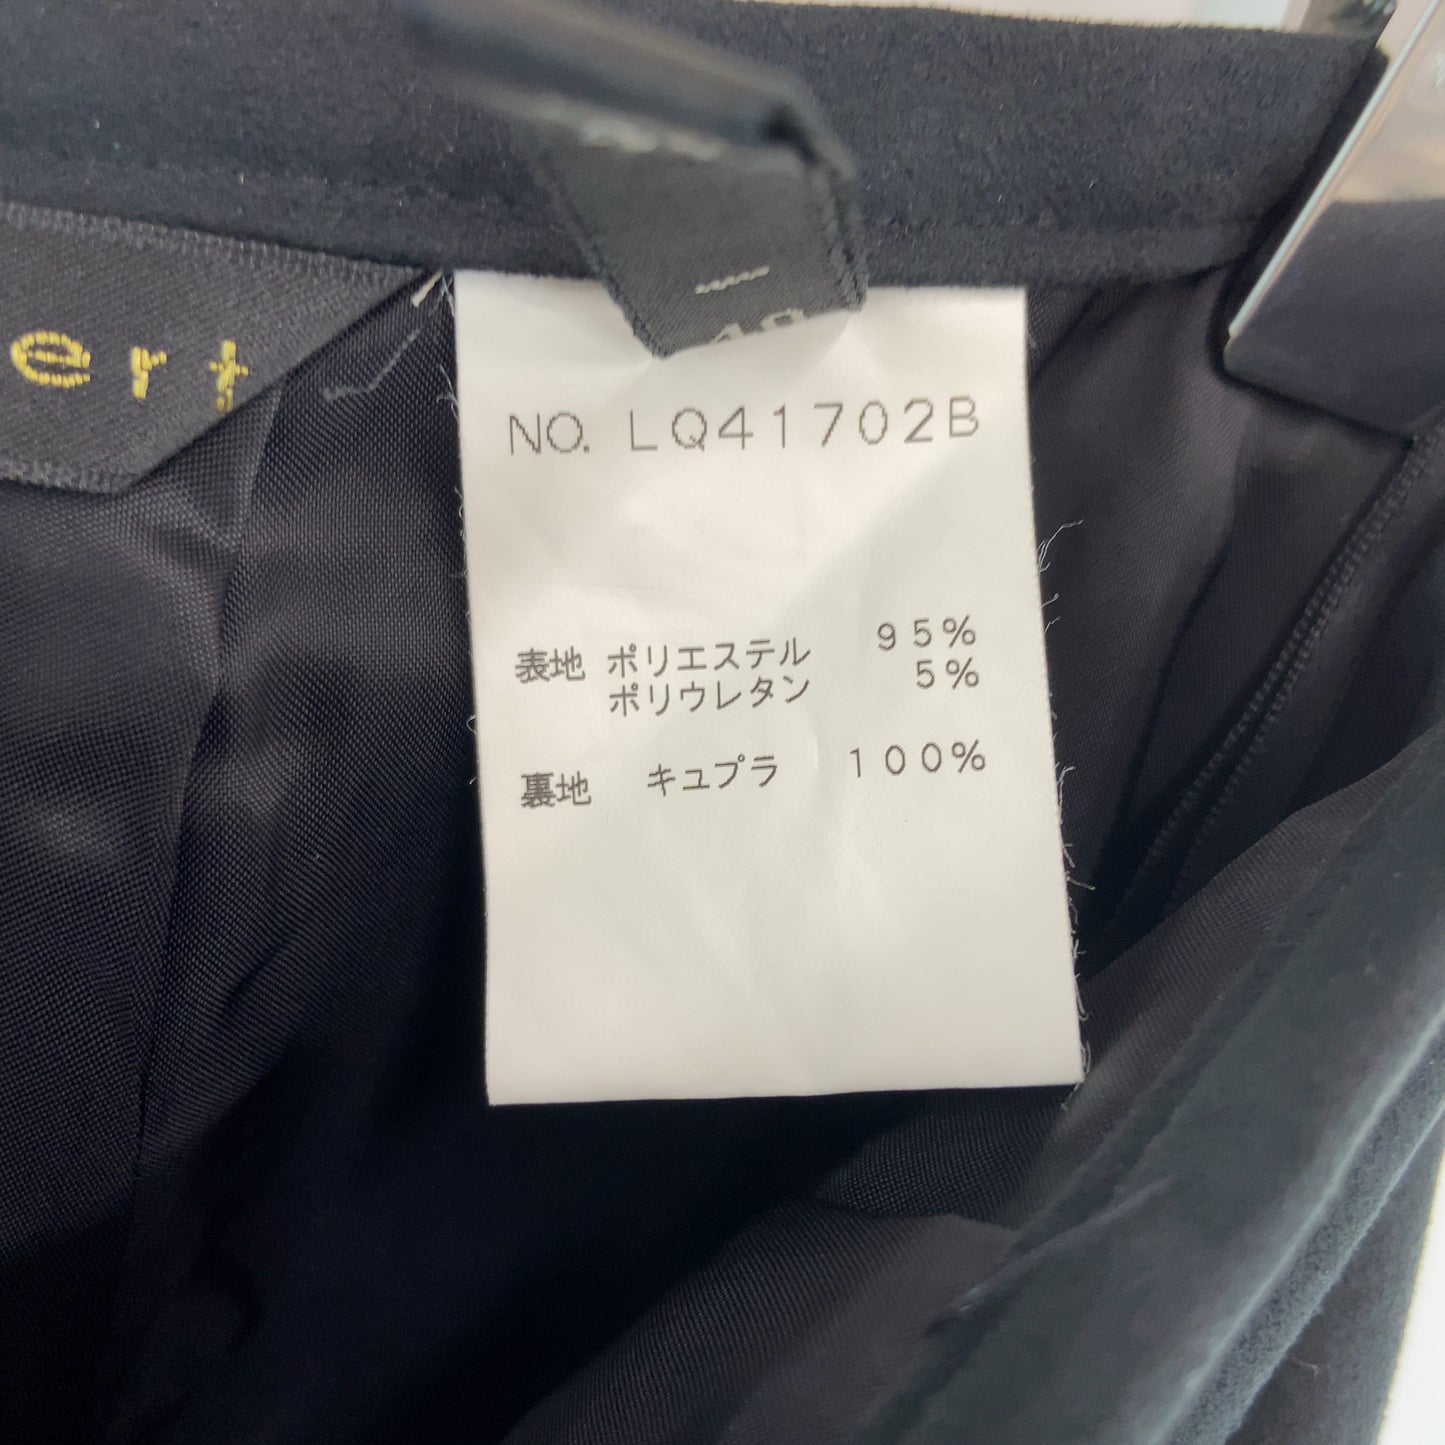 ert
NO. LQ41702B
表地 ポリエステル 95%
ポリウレタン 5%
裏地 キュプラ 100%